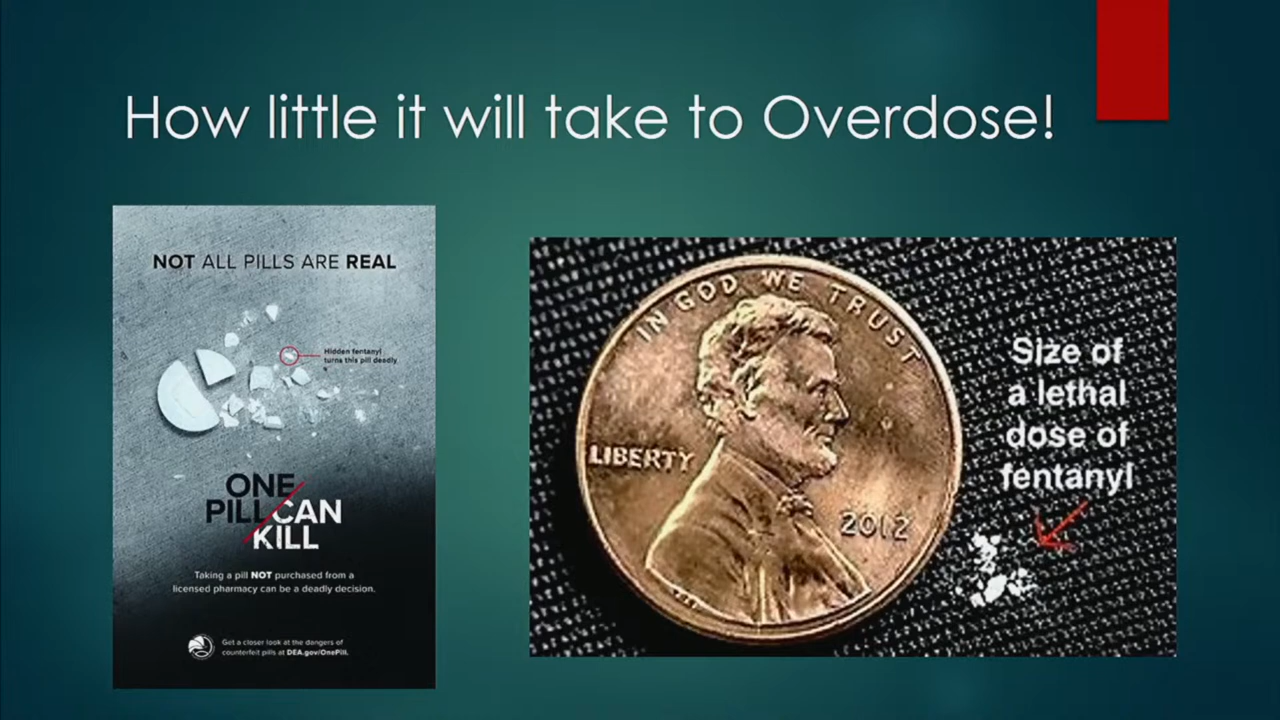 How little it will take to Overdose!
NOT ALL PILLS ARE REAL
Hidden fentanyl
turns this pill deadly
ONE
PILL CAN
KILL
Taking a pill NOT purchased from a
licensed pharmacy can be a deadly decision.
Get a closer look at the dangers of
counterfeit pills at DEA.gov/OnePill.
IN GOD WE TRUST
LIBERTY
2012
Size of
a lethal
dose of
fentanyl